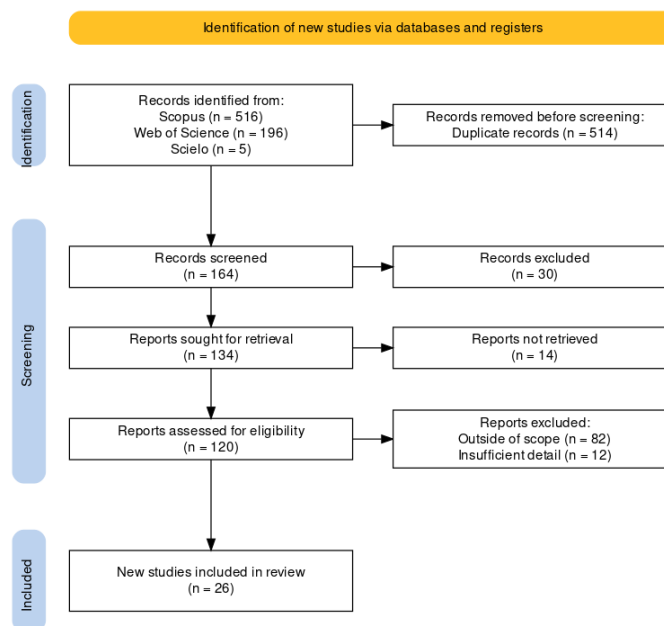 Identification of new studies via databases and registers
Identification
Records identified from:
Scopus (n = 516)
Web of Science (n = 196)
Scielo (n = 5)
Records removed before screening:
Duplicate records (n = 514)
Screening
Records screened
(n = 164)
Records excluded
(n = 30)
Reports sought for retrieval
(n = 134)
Reports not retrieved
(n = 14)
Reports assessed for eligibility
(n = 120)
Reports excluded:
Outside of scope (n = 82)
Insufficient detail (n = 12)
Included
New studies included in review
(n = 26)